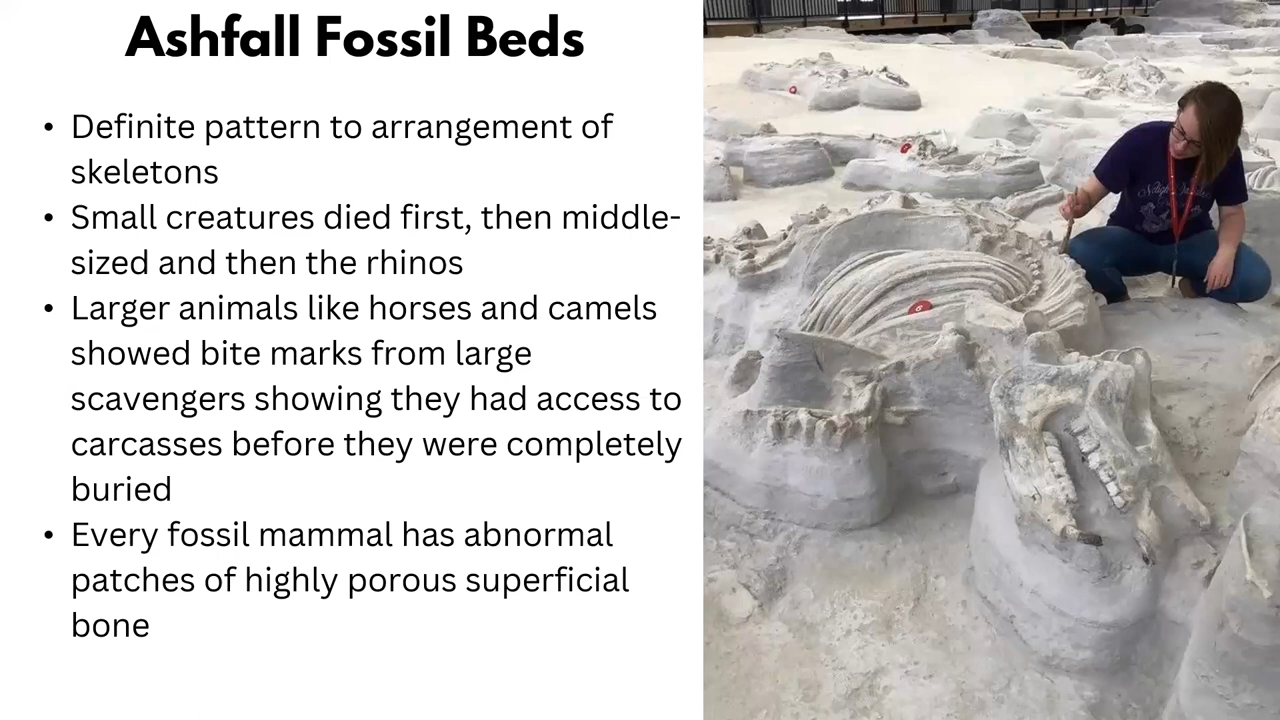 Ashfall Fossil Beds
• Definite pattern to arrangement of
skeletons
• Small creatures died first, then middle-
sized and then the rhinos
• Larger animals like horses and camels
showed bite marks from large
scavengers showing they had access to
carcasses before they were completely
buried
• Every fossil mammal has abnormal
patches of highly porous superficial
bone